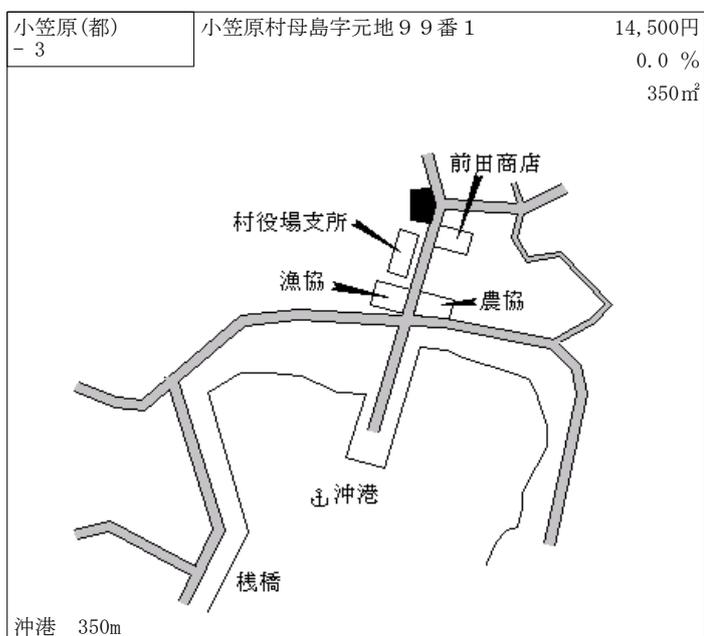 小笠原(都)
- 3
小笠原村母島字元地９９番１
14,500円
0.0 %
350㎡
前田商店
村役場支所
漁協
農協
沖港
桟橋
沖港 350m